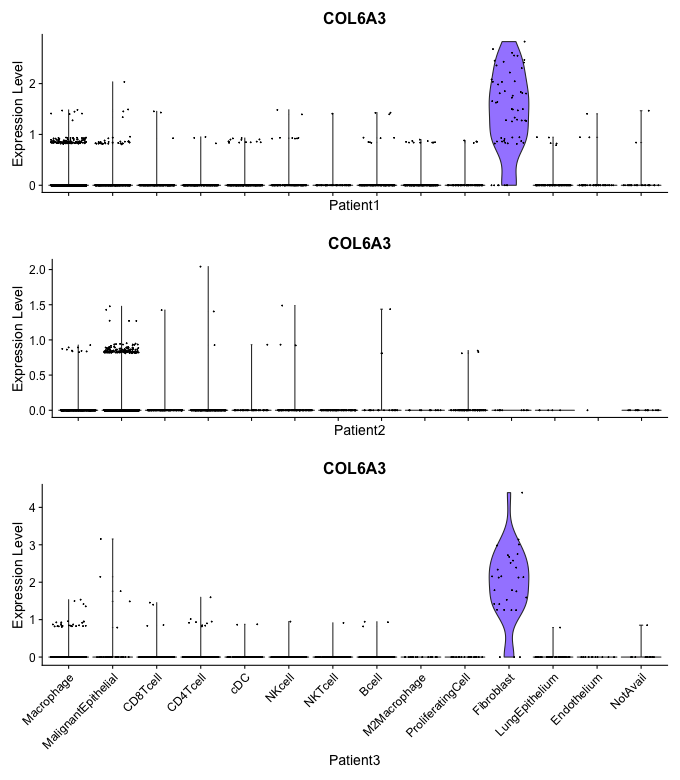 COL6A3
Expression Level
2
1
0
Patient1
COL6A3
Expression Level
2.0
1.5
1.0
0.5
0.0
Patient2
COL6A3
Expression Level
4
3
2
1
0
Macrophage
MalignantEpithelial
CD8Tcell
CD4Tcell
cDC
NKcell
NKTcell
Bcell
M2Macrophage
ProliferatingCell
Fibroblast
LungEpithelium
Endothelium
NotAvail
Patient3